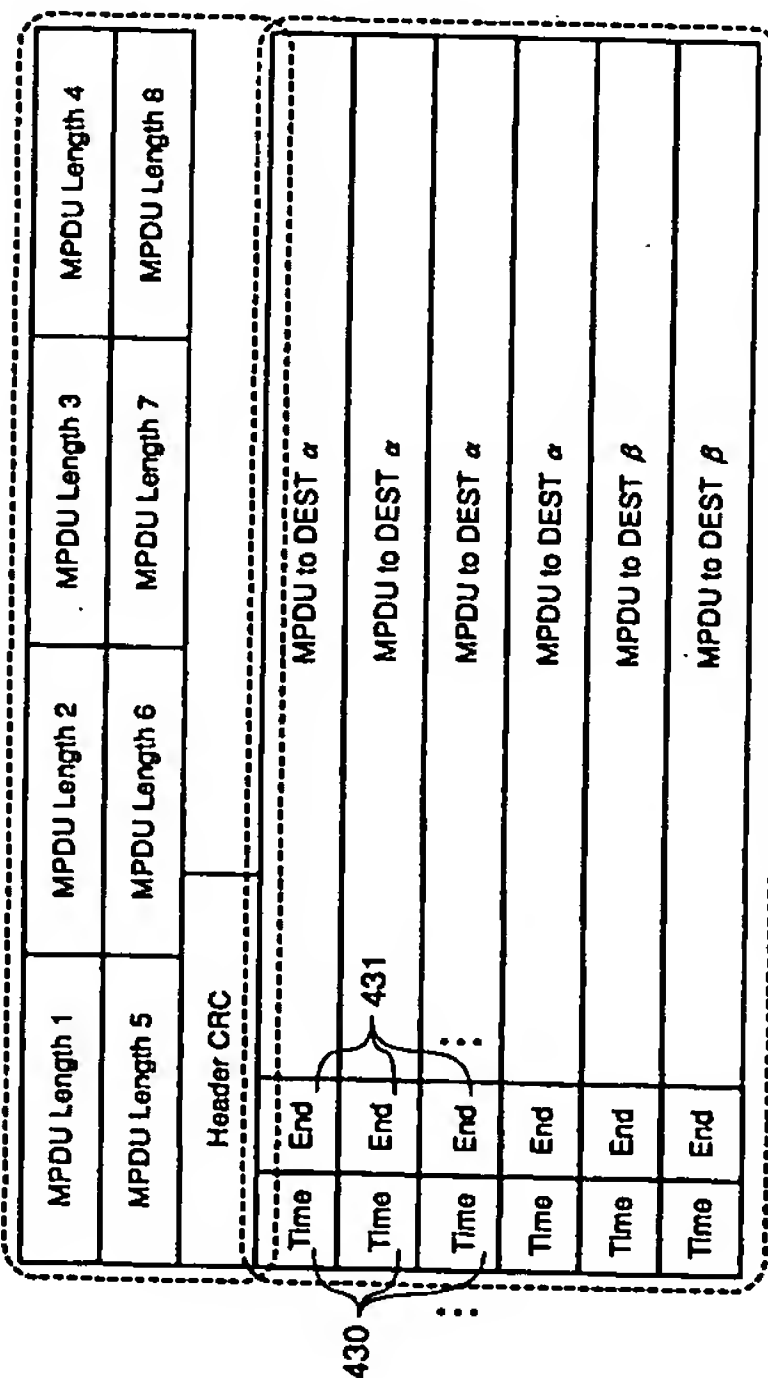 MPDU Length 1 MPDU Length 2 MPDU Length 3 MPDU Length 4
MPDU Length 5 MPDU Length 6 MPDU Length 7 MPDU Length 8
Header CRC
Time End MPDU to DEST α
Time End MPDU to DEST α
Time End MPDU to DEST α
Time End MPDU to DEST α
Time End MPDU to DEST β
Time End MPDU to DEST β
430 ...
431 ...